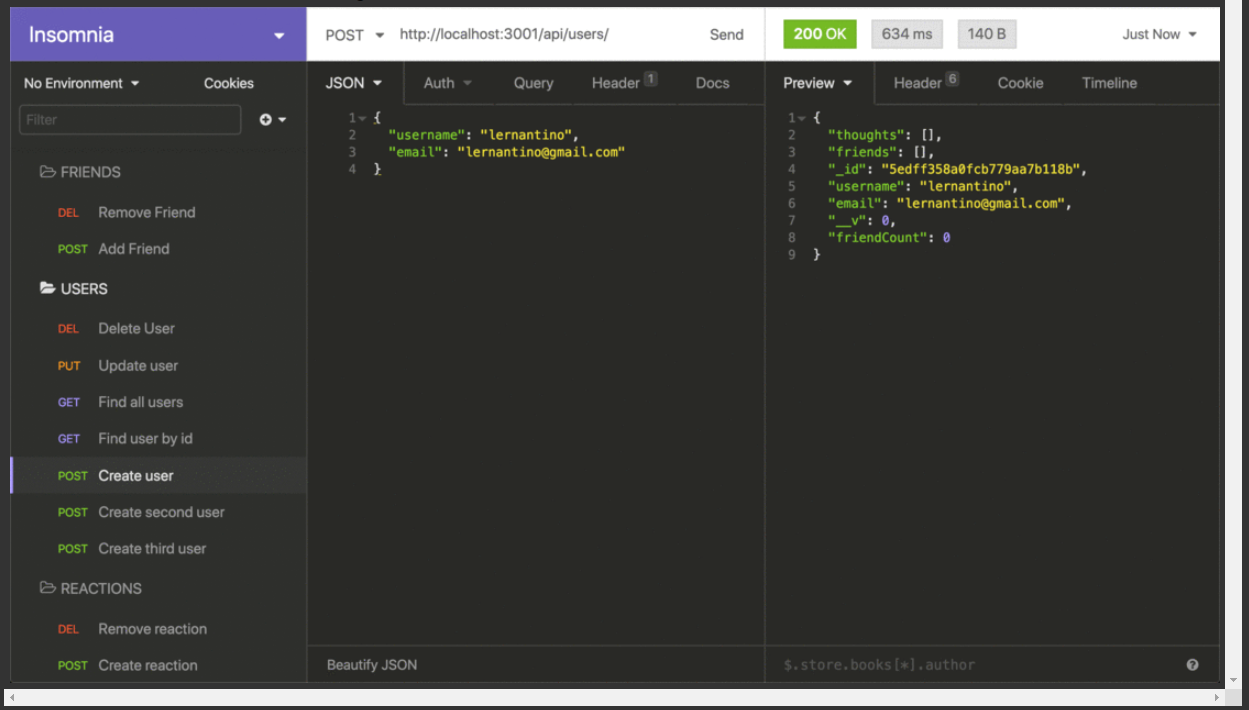 Insomnia
POST http://localhost:3001/api/users/ Send
200 OK 634 ms 140 B Just Now
No Environment Cookies
JSON Auth Query Header 1 Docs
Preview Header 6 Cookie Timeline
Filter
FRIENDS
DEL Remove Friend
POST Add Friend
USERS
DEL Delete User
PUT Update user
GET Find all users
GET Find user by id
POST Create user
POST Create second user
POST Create third user
REACTIONS
DEL Remove reaction
POST Create reaction
1 {
2 "username": "lernantino",
3 "email": "lernantino@gmail.com"
4 }
Beautify JSON
1 {
2 "thoughts": [],
3 "friends": [],
4 "_id": "5edff358a0fcb779aa7b118b",
5 "username": "lernantino",
6 "email": "lernantino@gmail.com",
7 "__v": 0,
8 "friendCount": 0
9 }
$.store.books[*].author